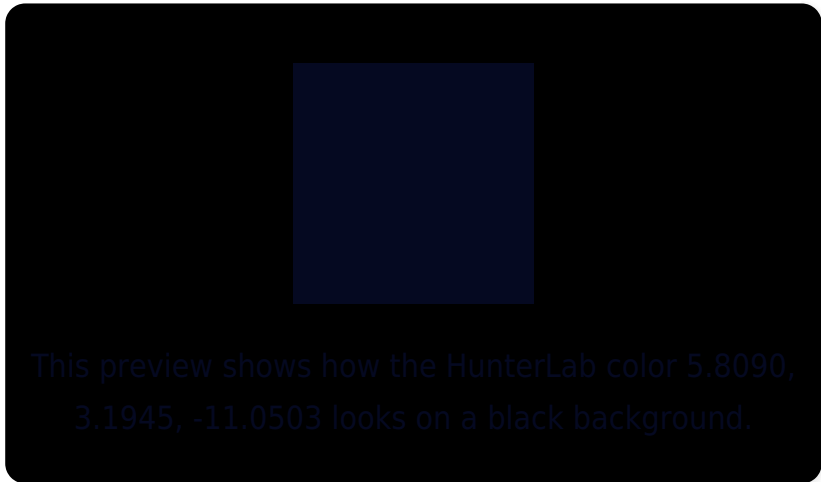 This preview shows how the HunterLab color 5.8090,
3.1945, -11.0503 looks on a black background.